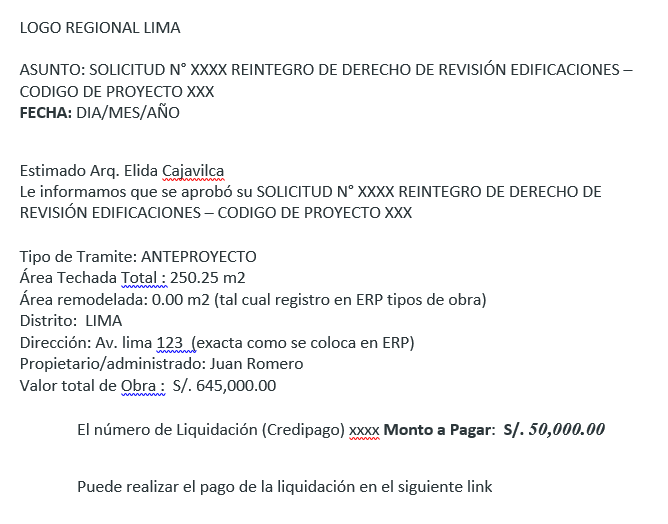 LOGO REGIONAL LIMA
ASUNTO: SOLICITUD N° XXXX REINTEGRO DE DERECHO DE REVISIÓN EDIFICACIONES –
CODIGO DE PROYECTO XXX
FECHA: DIA/MES/AÑO
Estimado Arq. Elida Cajavilca
Le informamos que se aprobó su SOLICITUD N° XXXX REINTEGRO DE DERECHO DE
REVISIÓN EDIFICACIONES – CODIGO DE PROYECTO XXX
Tipo de Tramite: ANTEPROYECTO
Área Techada Total : 250.25 m2
Área remodelada: 0.00 m2 (tal cual registro en ERP tipos de obra)
Distrito:  LIMA
Dirección: Av. lima 123  (exacta como se coloca en ERP)
Propietario/administrado: Juan Romero
Valor total de Obra :  S/. 645,000.00
El número de Liquidación (Credipago) xxxx Monto a Pagar:  S/. 50,000.00
Puede realizar el pago de la liquidación en el siguiente link